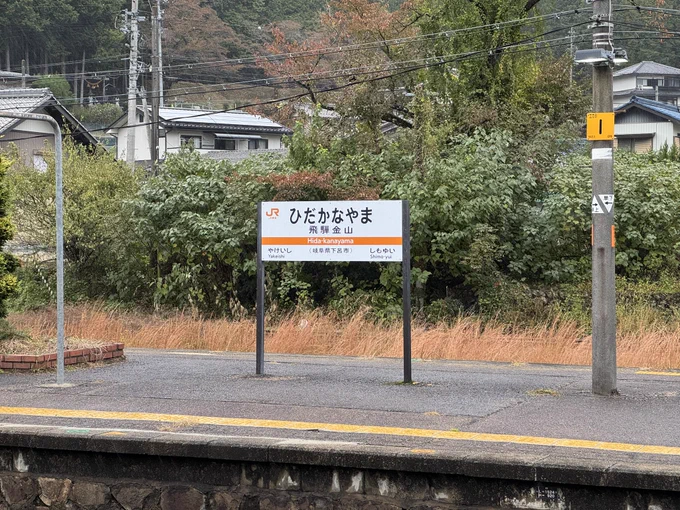 JR
ひだかなやま
飛騨金山
Hida-kanayama
やけいし
(岐阜県下呂市)
しもゆい
Yakeishi
Shimo-yui
1